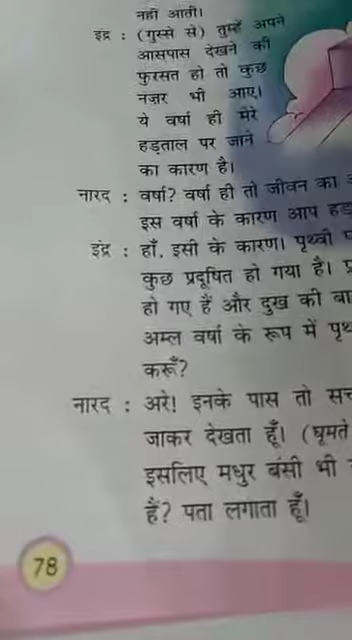 नहीं आती।
इंद्र : (गुस्से से) तुम्हें अपने
आसपास देखने की
फुरसत हो तो कुछ
नज़र भी आए।
ये वर्षा ही मेरे
हड़ताल पर जाने
का कारण है।
नारद : वर्षा? वर्षा ही तो जीवन का
इस वर्षा के कारण आप हड़
इंद्र : हाँ, इसी के कारण। पृथ्वी
कुछ प्रदूषित हो गया है।
हो गए हैं और दुख की बा
अम्ल वर्षा के रूप में पृथ
करूँ?
नारद : अरे! इनके पास तो सच
जाकर देखता हूँ। (घूमते
इसलिए मधुर बंसी भी
हैं? पता लगाता हूँ।
78